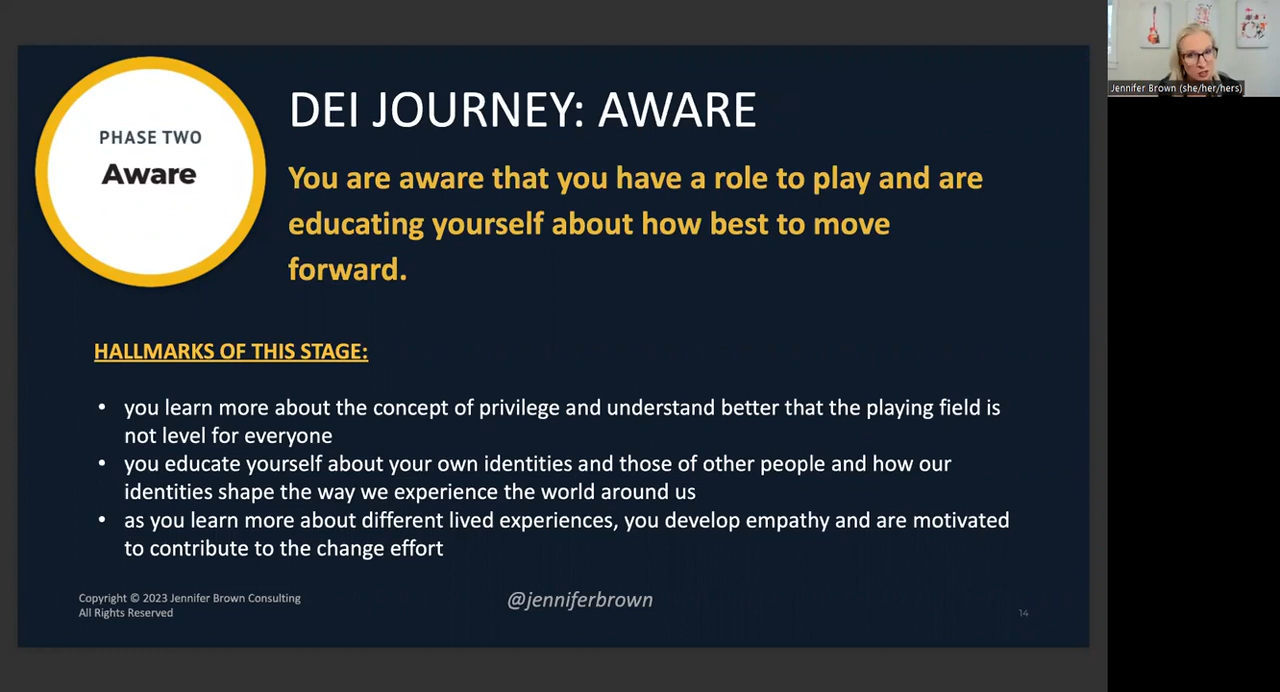 PHASE TWO
Aware
DEI JOURNEY: AWARE
You are aware that you have a role to play and are
educating yourself about how best to move
forward.
HALLMARKS OF THIS STAGE:
• you learn more about the concept of privilege and understand better that the playing field is
not level for everyone
• you educate yourself about your own identities and those of other people and how our
identities shape the way we experience the world around us
• as you learn more about different lived experiences, you develop empathy and are motivated
to contribute to the change effort
Copyright © 2023 Jennifer Brown Consulting
All Rights Reserved
@jenniferbrown
14
Jennifer Brown (she/her/hers)